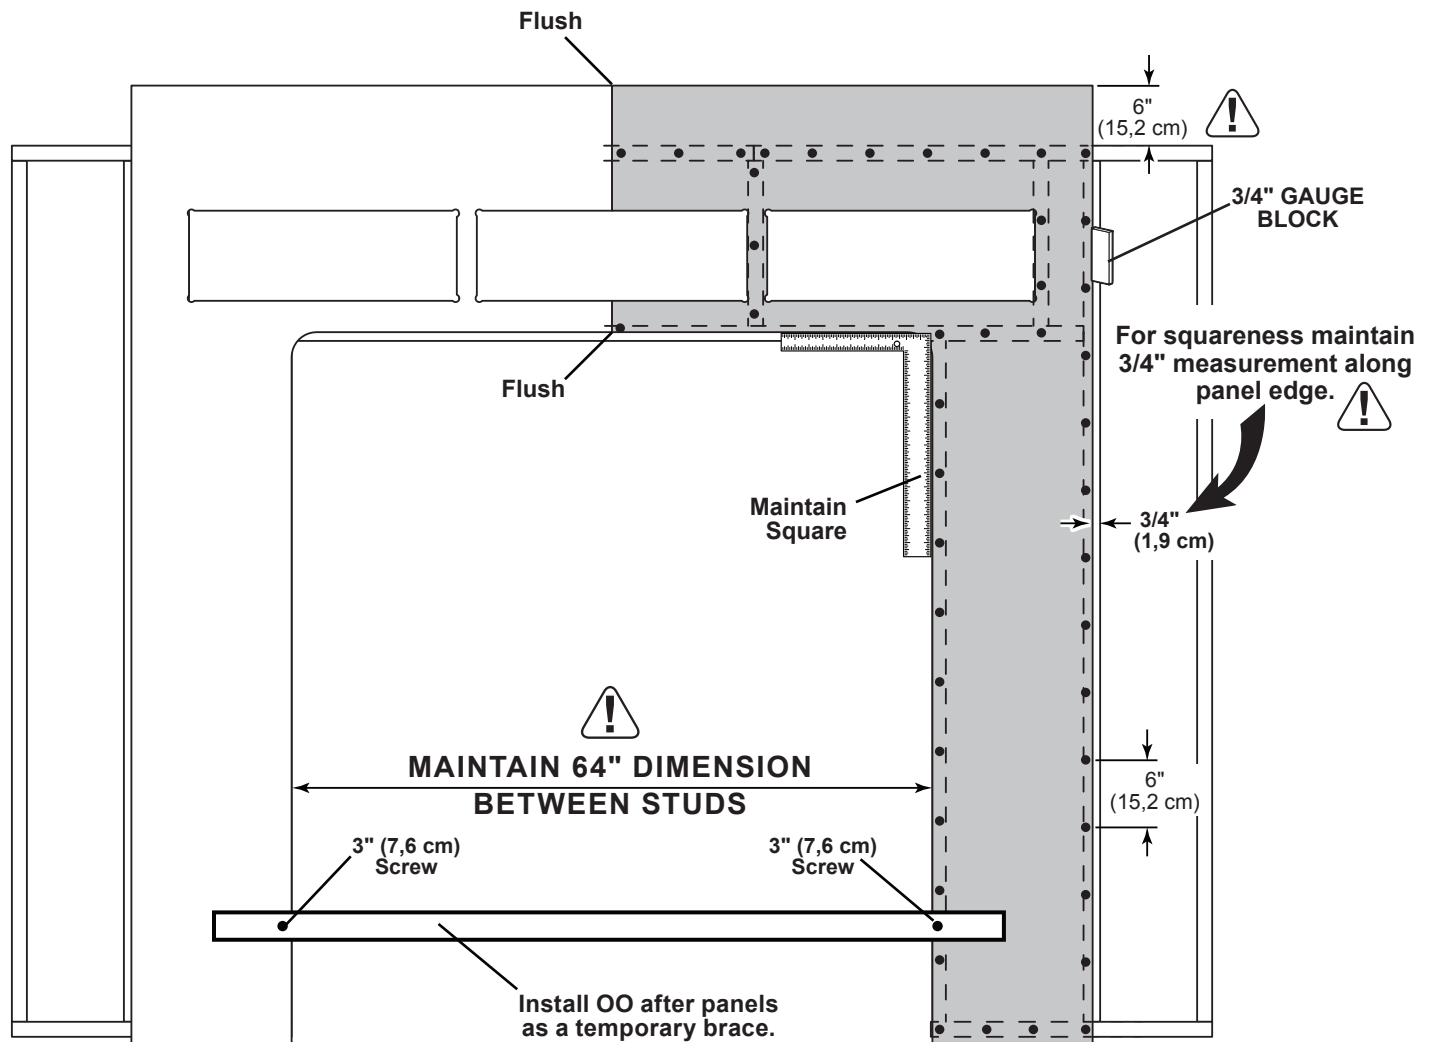 Flush
6"
(15,2 cm)
3/4" GAUGE
BLOCK
For squareness maintain
3/4" measurement along
panel edge.
Flush
Maintain
Square
3/4"
(1,9 cm)
MAINTAIN 64" DIMENSION
BETWEEN STUDS
6"
(15,2 cm)
3" (7,6 cm)
Screw
3" (7,6 cm)
Screw
Install OO after panels
as a temporary brace.